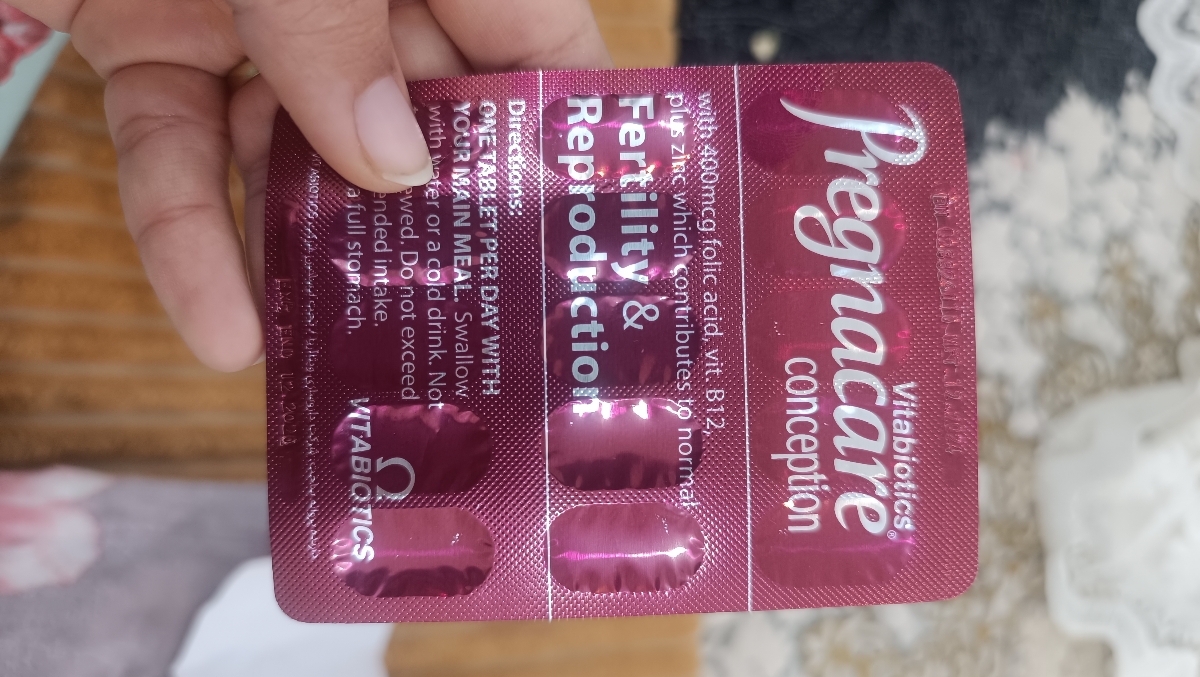 Vitabiotics®
Pregnacare®
conception
with 400mcg folic acid, vit. B12,
plus zinc which contributes to normal
Fertility &
Reproduction
Directions:
ONE TABLET PER DAY WITH
YOUR MAIN MEAL. Swallow
with water or a cold drink. Not
Do not exceed
intake.
a full stomach.
VITABIOTICS